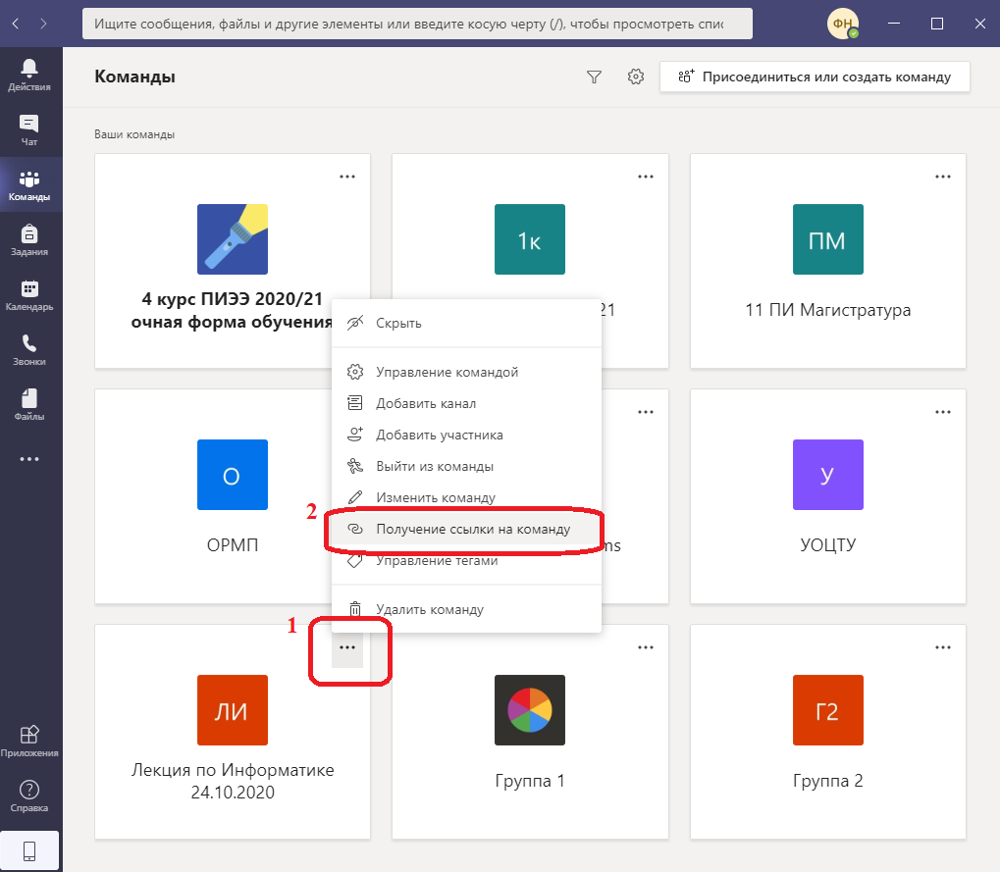 Ищите сообщения, файлы и другие элементы или введите косую черту (/), чтобы просмотреть спис
ФН
Действия
Чат
Команды
Задания
Календарь
Звонки
Файлы
Приложения
Справка
Команды
Присоединиться или создать команду
Ваши команды
4 курс ПИЭЭ 2020/21
очная форма обучения
1к
21
ПМ
11 ПИ Магистратура
Скрыть
Управление командой
Добавить канал
Добавить участника
Выйти из команды
Изменить команду
2
Получение ссылки на команду
Управление тегами
Удалить команду
О
ОРМП
ms
У
УОЦТУ
1
ЛИ
Лекция по Информатике
24.10.2020
Группа 1
Г2
Группа 2